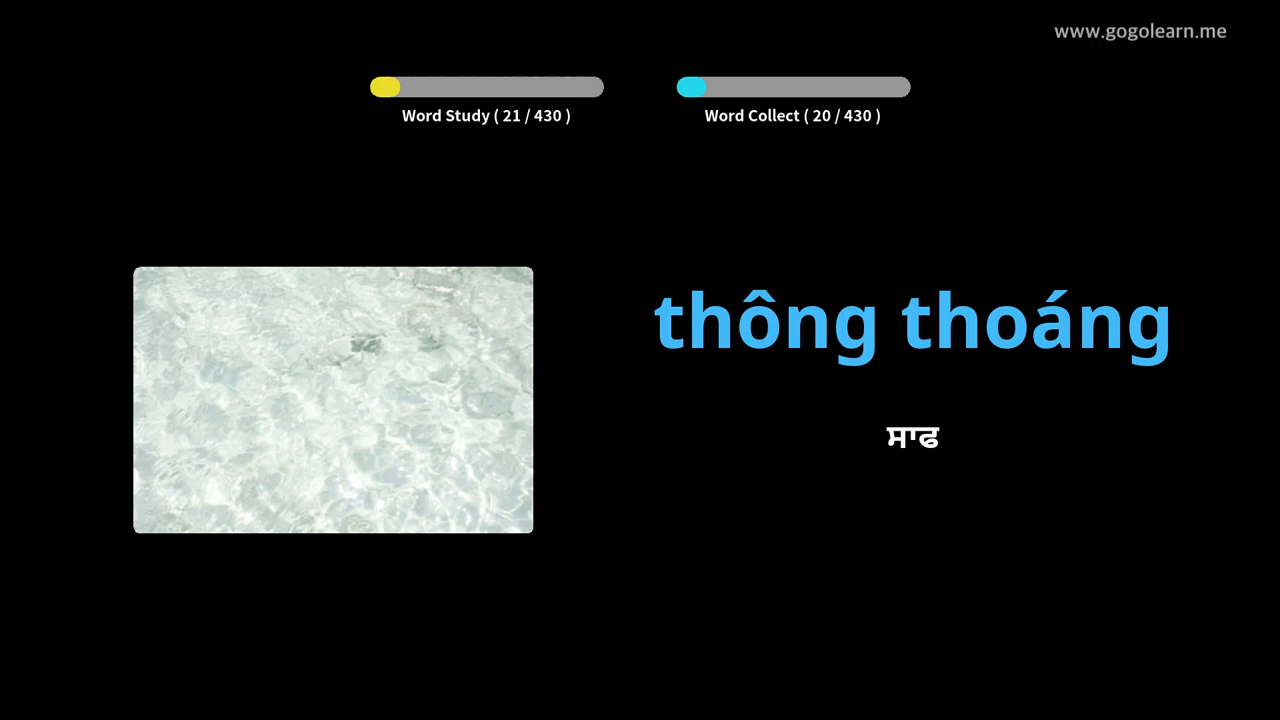 www.gogolearn.me
Word Study ( 21 / 430 )
Word Collect ( 20 / 430 )
thông thoáng
ਸਾਫ